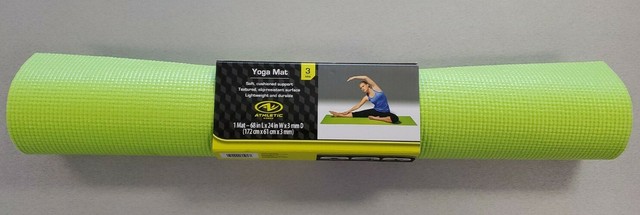 Yoga Mat
3
Soft, cushioned support
Textured, slip-resistant surface
Lightweight and durable
ATHLETIC
1 Mat – 68 in L x 24 in W x 3 mm D
(172 cm x 61 cm x 3 mm)